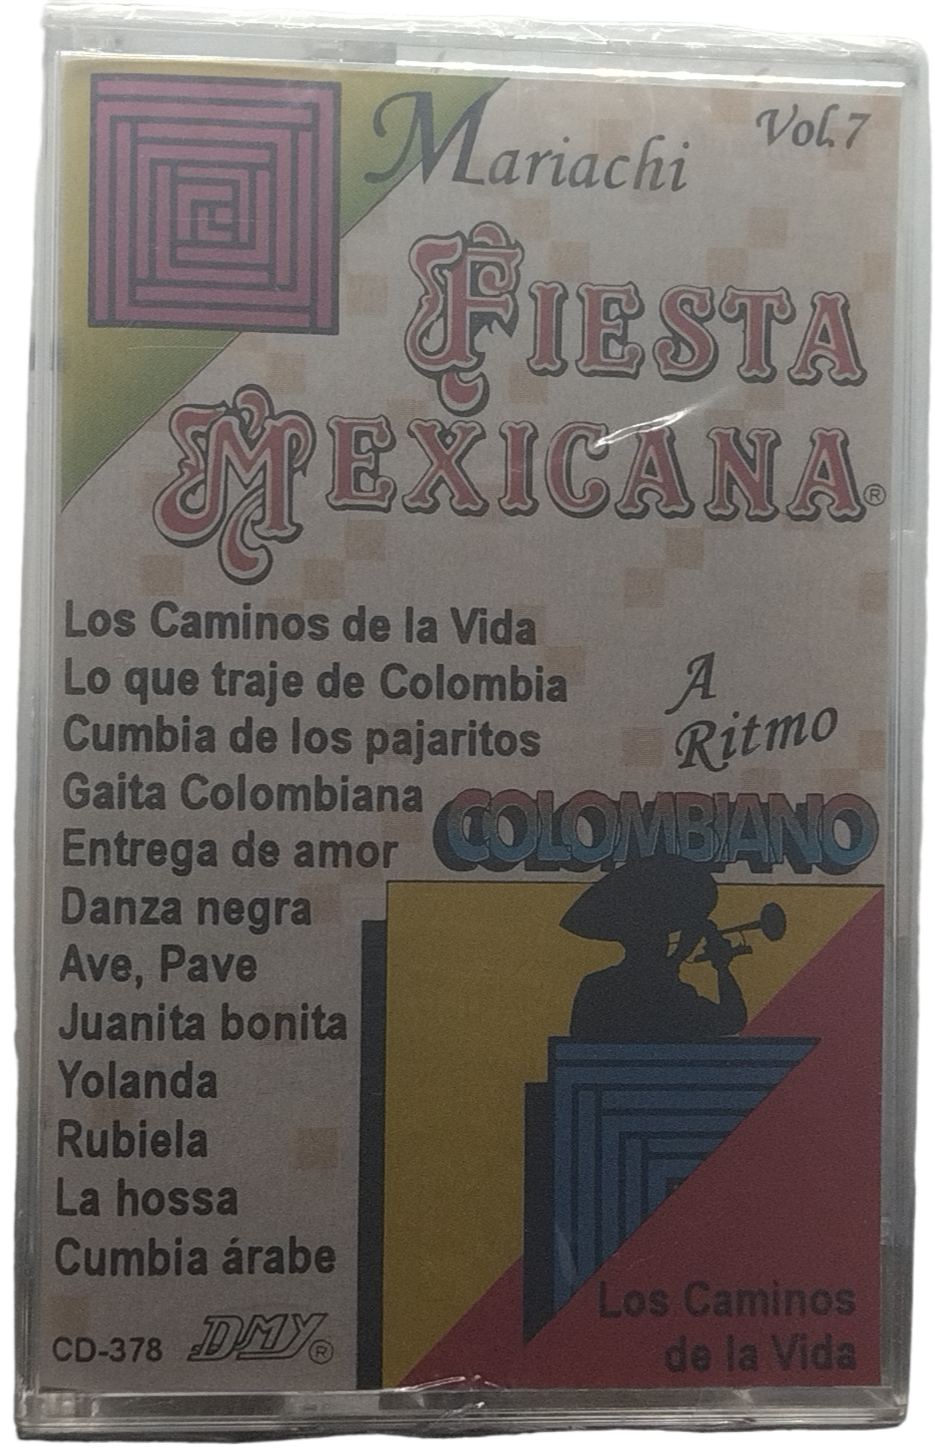 Mariachi
Vol.7
FIESTA
MEXICANA®
Los Caminos de la Vida
Lo que traje de Colombia
Cumbia de los pajaritos
Gaita Colombiana
Entrega de amor
Danza negra
Ave, Pave
Juanita bonita
Yolanda
Rubiela
La hossa
Cumbia árabe
A
Ritmo
COLOMBIANO
Los Caminos
de la Vida
CD-378 DMY®